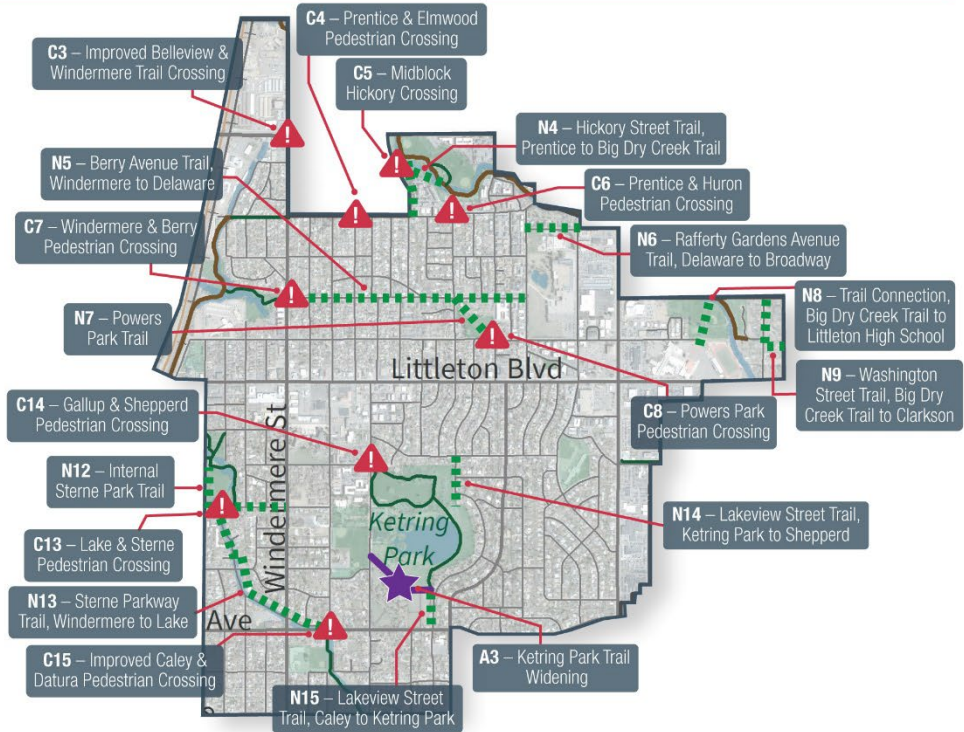 C4 – Prentice & Elmwood
Pedestrian Crossing
C3 – Improved Belleview &
Windermere Trail Crossing
C5 – Midblock
Hickory Crossing
N4 – Hickory Street Trail,
Prentice to Big Dry Creek Trail
N5 – Berry Avenue Trail,
Windermere to Delaware
C6 – Prentice & Huron
Pedestrian Crossing
C7 – Windermere & Berry
Pedestrian Crossing
N6 – Rafferty Gardens Avenue
Trail, Delaware to Broadway
N7 – Powers
Park Trail
N8 – Trail Connection,
Big Dry Creek Trail to
Littleton High School
Littleton Blvd
N9 – Washington
Street Trail, Big Dry
Creek Trail to Clarkson
C14 – Gallup & Shepperd
Pedestrian Crossing
C8 – Powers Park
Pedestrian Crossing
Windermere St
N12 – Internal
Sterne Park Trail
Ketring
Park
N14 – Lakeview Street Trail,
Ketring Park to Shepperd
C13 – Lake & Sterne
Pedestrian Crossing
N13 – Sterne Parkway
Trail, Windermere to Lake
Ave
C15 – Improved Caley &
Datura Pedestrian Crossing
A3 – Ketring Park Trail
Widening
N15 – Lakeview Street
Trail, Caley to Ketring Park